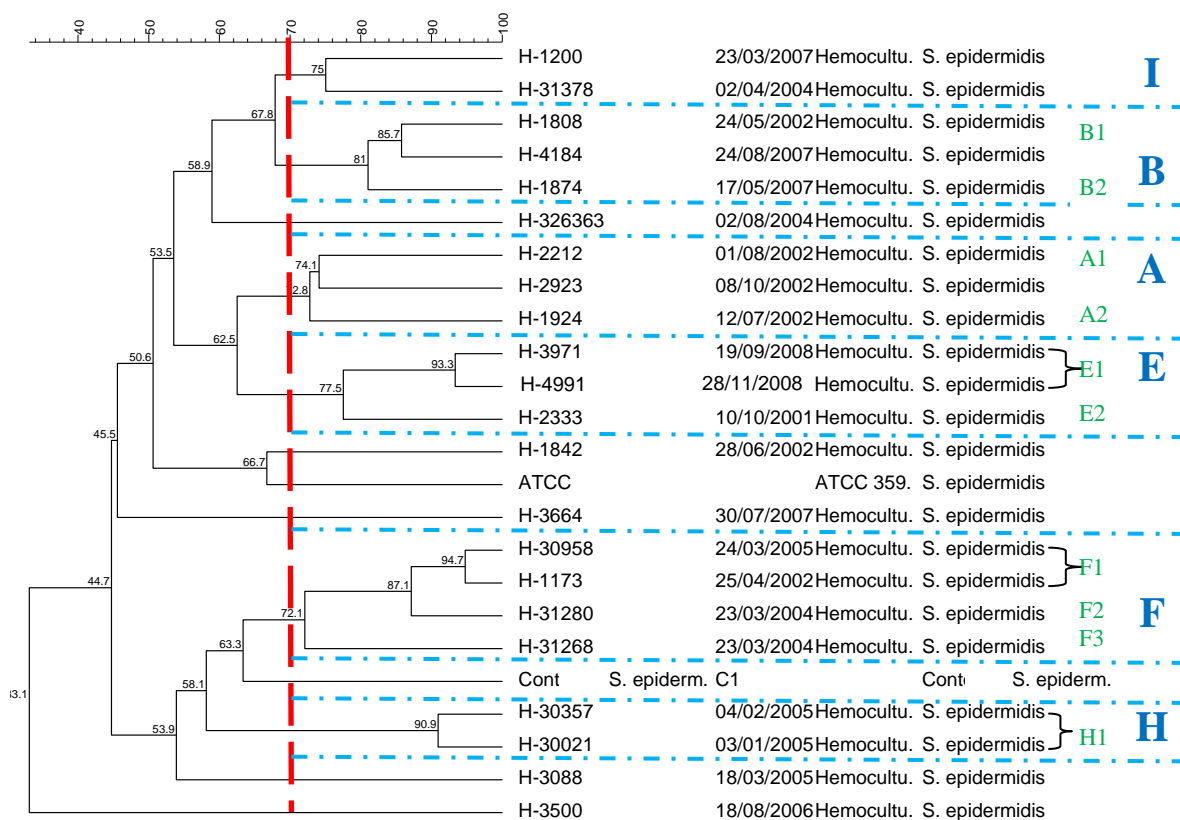 40 50 60 70 80 90 100
H-1200 23/03/2007 Hemocultu. S. epidermidis
75
I
H-31378 02/04/2004 Hemocultu. S. epidermidis
67.8
H-1808 24/05/2002 Hemocultu. S. epidermidis B1
85.7
H-4184 24/08/2007 Hemocultu. S. epidermidis
58.9 81
B
H-1874 17/05/2007 Hemocultu. S. epidermidis B2
H-326363 02/08/2004 Hemocultu. S. epidermidis
53.5
H-2212 01/08/2002 Hemocultu. S. epidermidis A1
74.1
A
H-2923 08/10/2002 Hemocultu. S. epidermidis
2.8
H-1924 12/07/2002 Hemocultu. S. epidermidis A2
62.5
50.6
H-3971 19/09/2008 Hemocultu. S. epidermidis
93.3
E1 E
H-4991 28/11/2008 Hemocultu. S. epidermidis
77.5
H-2333 10/10/2001 Hemocultu. S. epidermidis E2
45.5
H-1842 28/06/2002 Hemocultu. S. epidermidis
66.7
ATCC ATCC 359. S. epidermidis
H-3664 30/07/2007 Hemocultu. S. epidermidis
H-30958 24/03/2005 Hemocultu. S. epidermidis
94.7
F1
44.7
H-1173 25/04/2002 Hemocultu. S. epidermidis
87.1
H-31280 23/03/2004 Hemocultu. S. epidermidis F2
72.1
F
F3
H-31268 23/03/2004 Hemocultu. S. epidermidis
63.3
Cont S. epiderm. C1 Cont S. epiderm.
58.1
3.1
H-30357 04/02/2005 Hemocultu. S. epidermidis
90.9
H1 H
53.9
H-30021 03/01/2005 Hemocultu. S. epidermidis
H-3088 18/03/2005 Hemocultu. S. epidermidis
H-3500 18/08/2006 Hemocultu. S. epidermidis